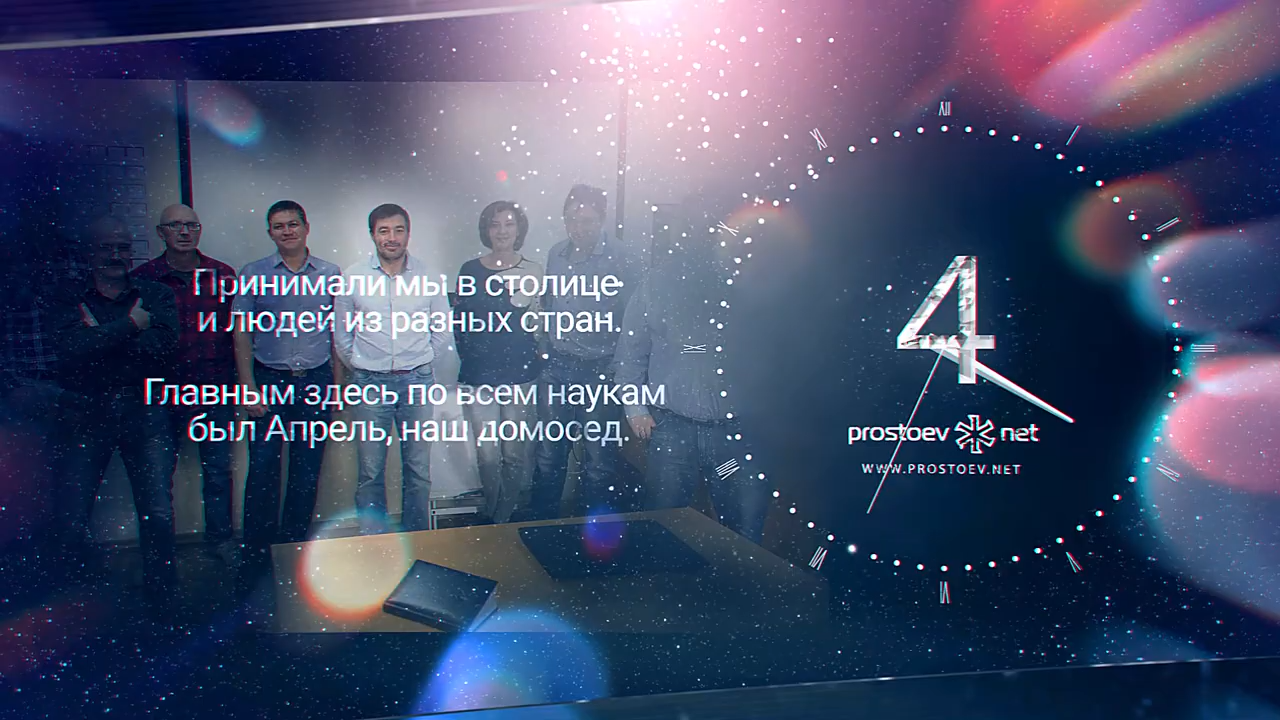 Принимали мы в столице
и людей из разных стран.
Главным здесь по всем наукам
был Апрель, наш домосед.
4
prostoev net
WWW.PROSTOEV.NET